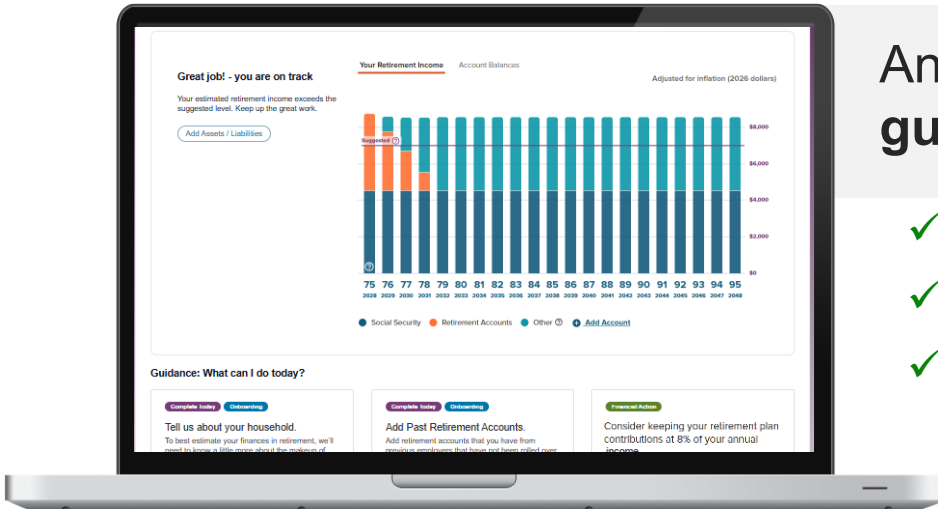 Great job! - you are on track
Your estimated retirement income exceeds the
suggested level. Keep up the great work.
Add Assets / Liabilities
Your Retirement Income Account Balances
Adjusted for inflation (2026 dollars)
Suggested ?
$8,000
$6,000
$4,000
$2,000
$0
?
75 76 77 78 79 80 81 82 83 84 85 86 87 88 89 90 91 92 93 94 95
2028 2029 2030 2031 2032 2033 2034 2035 2036 2037 2038 2039 2040 2041 2042 2043 2044 2045 2046 2047 2048
Social Security Retirement Accounts Other ? + Add Account
Guidance: What can I do today?
Complete Today Onboarding
Tell us about your household.
To best estimate your finances in retirement, we'll
need to know a little more about the makeup of
Complete Today Onboarding
Add Past Retirement Accounts.
Add retirement accounts that you have from
previous employers that have not been rolled over
Financial Action
Consider keeping your retirement plan
contributions at 8% of your annual
income
An
gu